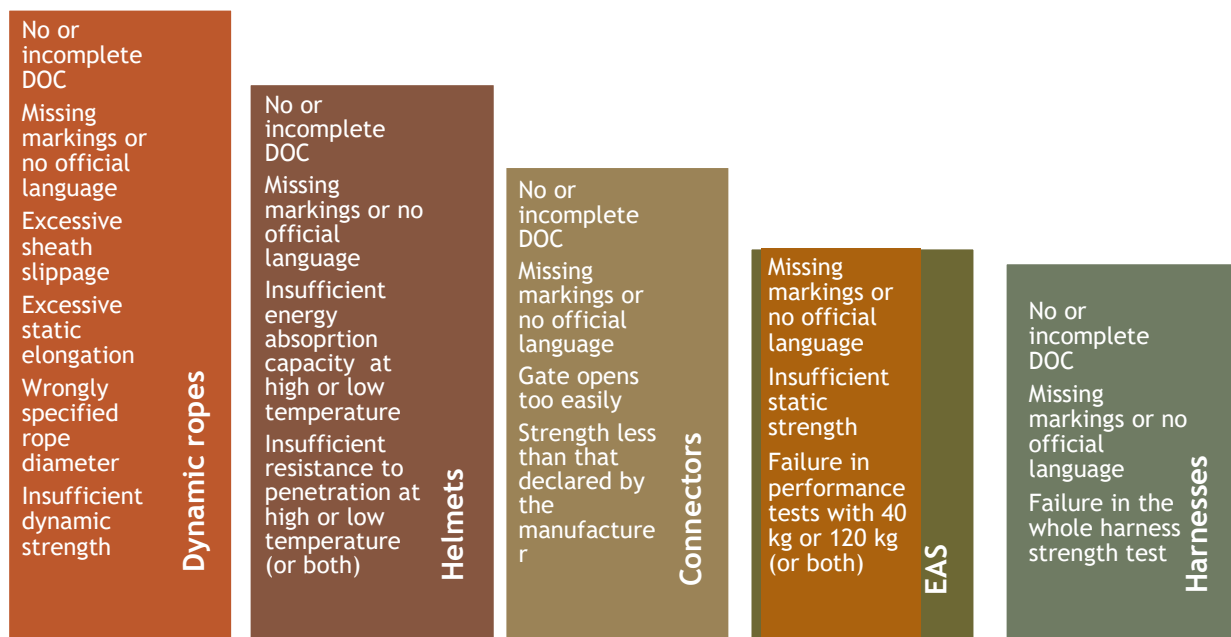 No or
incomplete
DOC
Missing
markings or
no official
language
Excessive
sheath
slippage
Excessive
static
elongation
Wrongly
specified
rope
diameter
Insufficient
dynamic
strength
Dynamic ropes
No or
incomplete
DOC
Missing
markings or no
official
language
Insufficient
energy
absoprtion
capacity at
high or low
temperature
Insufficient
resistance to
penetration at
high or low
temperature
(or both)
Helmets
No or
incomplete
DOC
Missing
markings or
no official
language
Gate opens
too easily
Strength less
than that
declared by
the
manufacture
r
Connectors
Missing
markings or
no official
language
Insufficient
static
strength
Failure in
performance
tests with 40
kg or 120 kg
(or both)
EAS
No or
incomplete
DOC
Missing
markings or no
official
language
Failure in the
whole harness
strength test
Harnesses